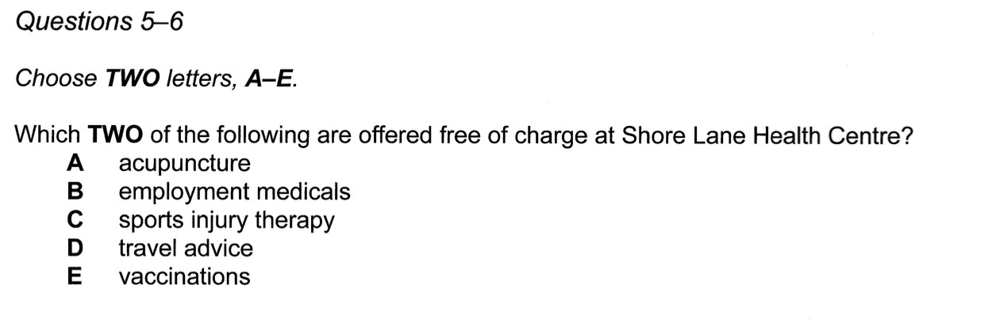 Questions 5–6
Choose TWO letters, A–E.
Which TWO of the following are offered free of charge at Shore Lane Health Centre?
A acupuncture
B employment medicals
C sports injury therapy
D travel advice
E vaccinations